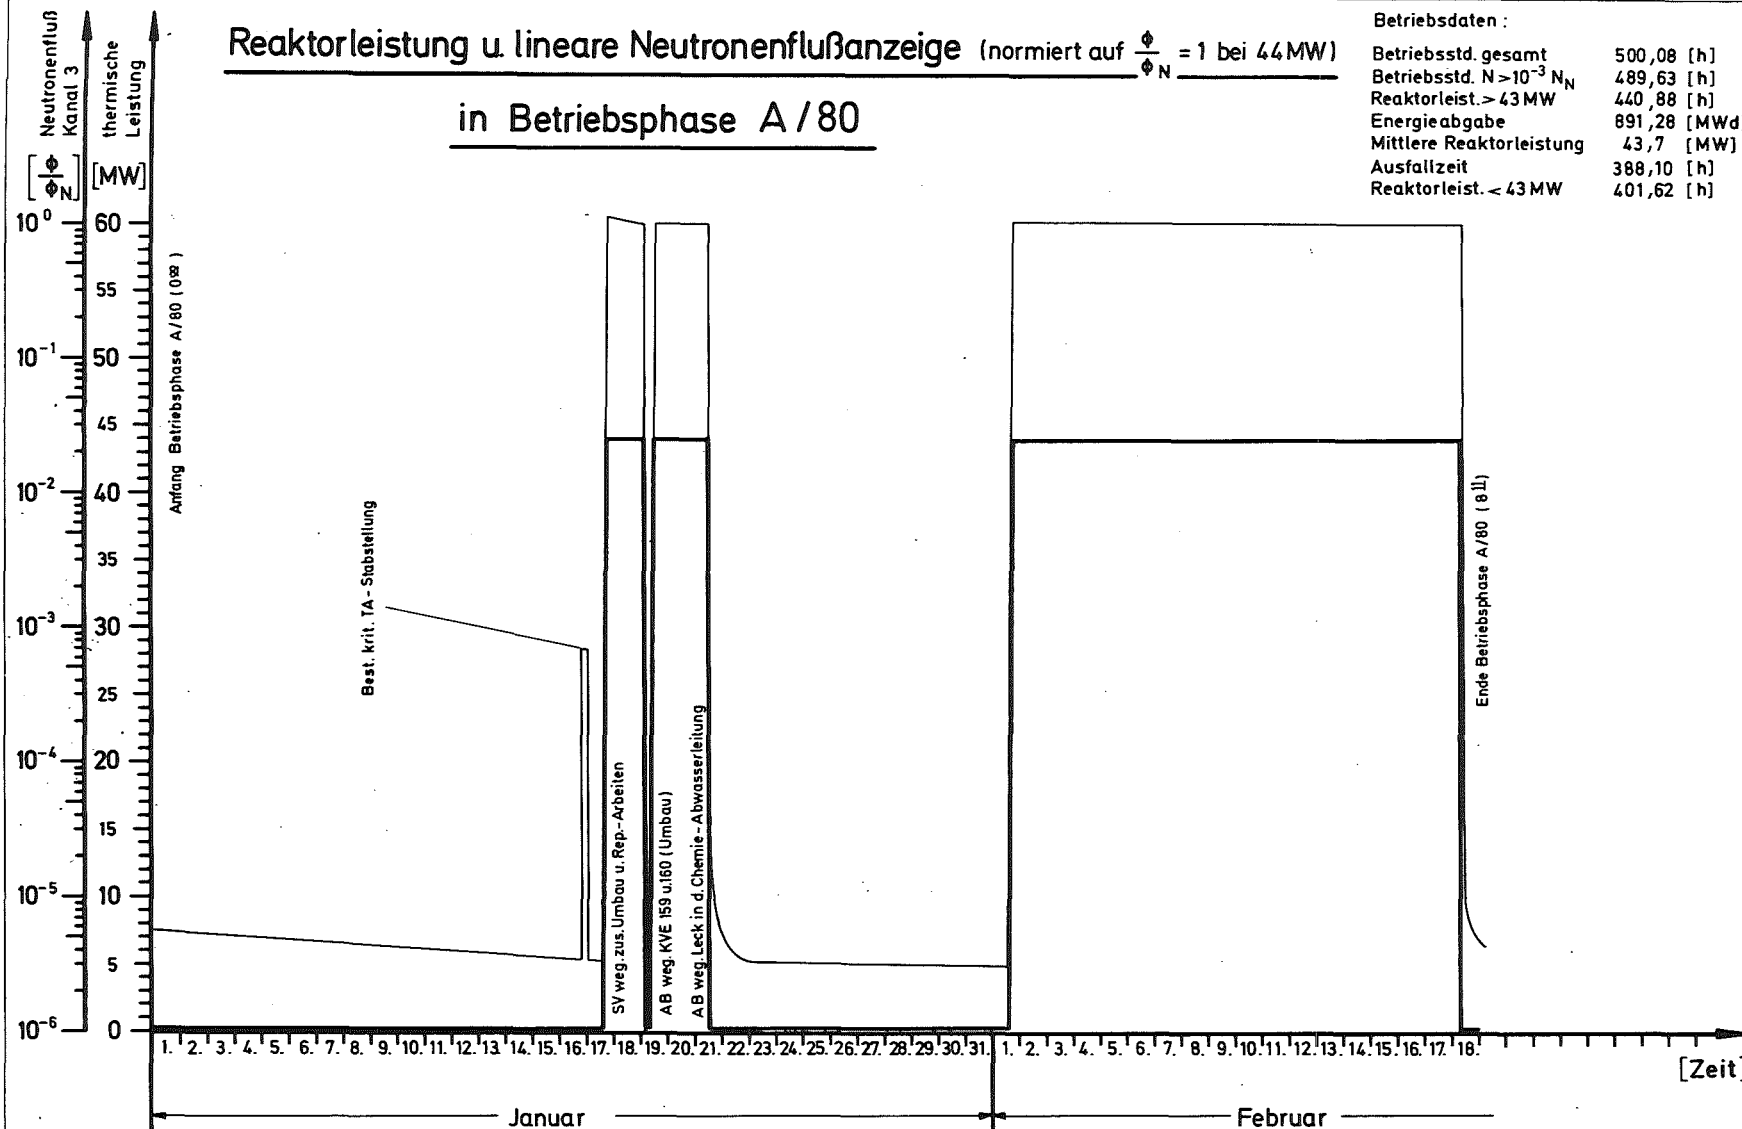 Reaktorleistung u. lineare Neutronenflußanzeige (normiert auf ϕ/ϕN = 1 bei 44 MW)
in Betriebsphase A/80
Betriebsdaten :
Betriebsstd. gesamt 500,08 [h]
Betriebsstd. N > 10⁻³ NN 489,63 [h]
Reaktorleist. > 43 MW 440,88 [h]
Energieabgabe 891,28 [MWd
Mittlere Reaktorleistung 43,7 [MW]
Ausfallzeit 388,10 [h]
Reaktorleist. < 43 MW 401,62 [h]
Neutronenfluß
Kanal 3
[ϕ/ϕN]
thermische
Leistung
[MW]
10⁰ 60
55
10⁻¹ 50
45
10⁻² 40
35
10⁻³ 30
25
10⁻⁴ 20
15
10⁻⁵ 10
5
10⁻⁶ 0
Anfang Betriebsphase A/80 (0⁰⁰)
Best. krit. TA-Stabstellung
SV weg. zus. Umbau u. Rep.-Arbeiten
AB weg. KVE 159 u. 160 (Umbau)
AB weg. Leck in d. Chemie-Abwasserleitung
Ende Betriebsphase A/80 (8¹¹)
1. 2. 3. 4. 5. 6. 7. 8. 9. 10. 11. 12. 13. 14. 15. 16. 17. 18. 19. 20. 21. 22. 23. 24. 25. 26. 27. 28. 29. 30. 31. 1. 2. 3. 4. 5. 6. 7. 8. 9. 10. 11. 12. 13. 14. 15. 16. 17. 18.
[Zeit]
Januar Februar